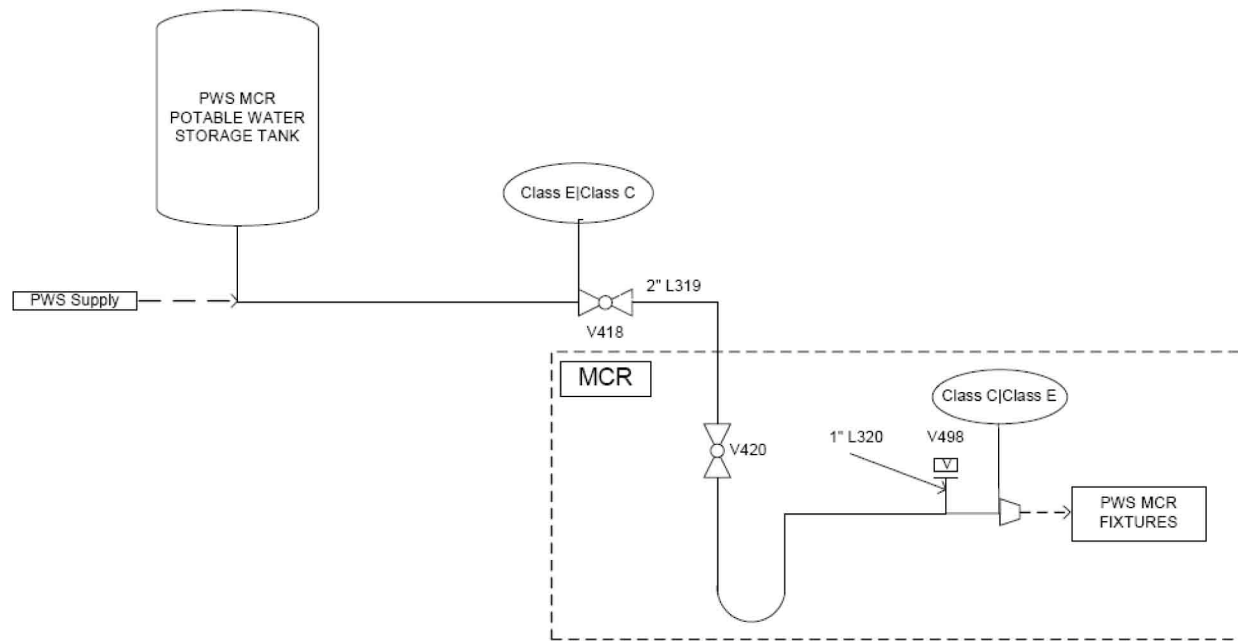 PWS MCR
POTABLE WATER
STORAGE TANK
Class E|Class C
PWS Supply
2" L319
V418
MCR
Class C|Class E
V420
1" L320
V498
V
PWS MCR
FIXTURES